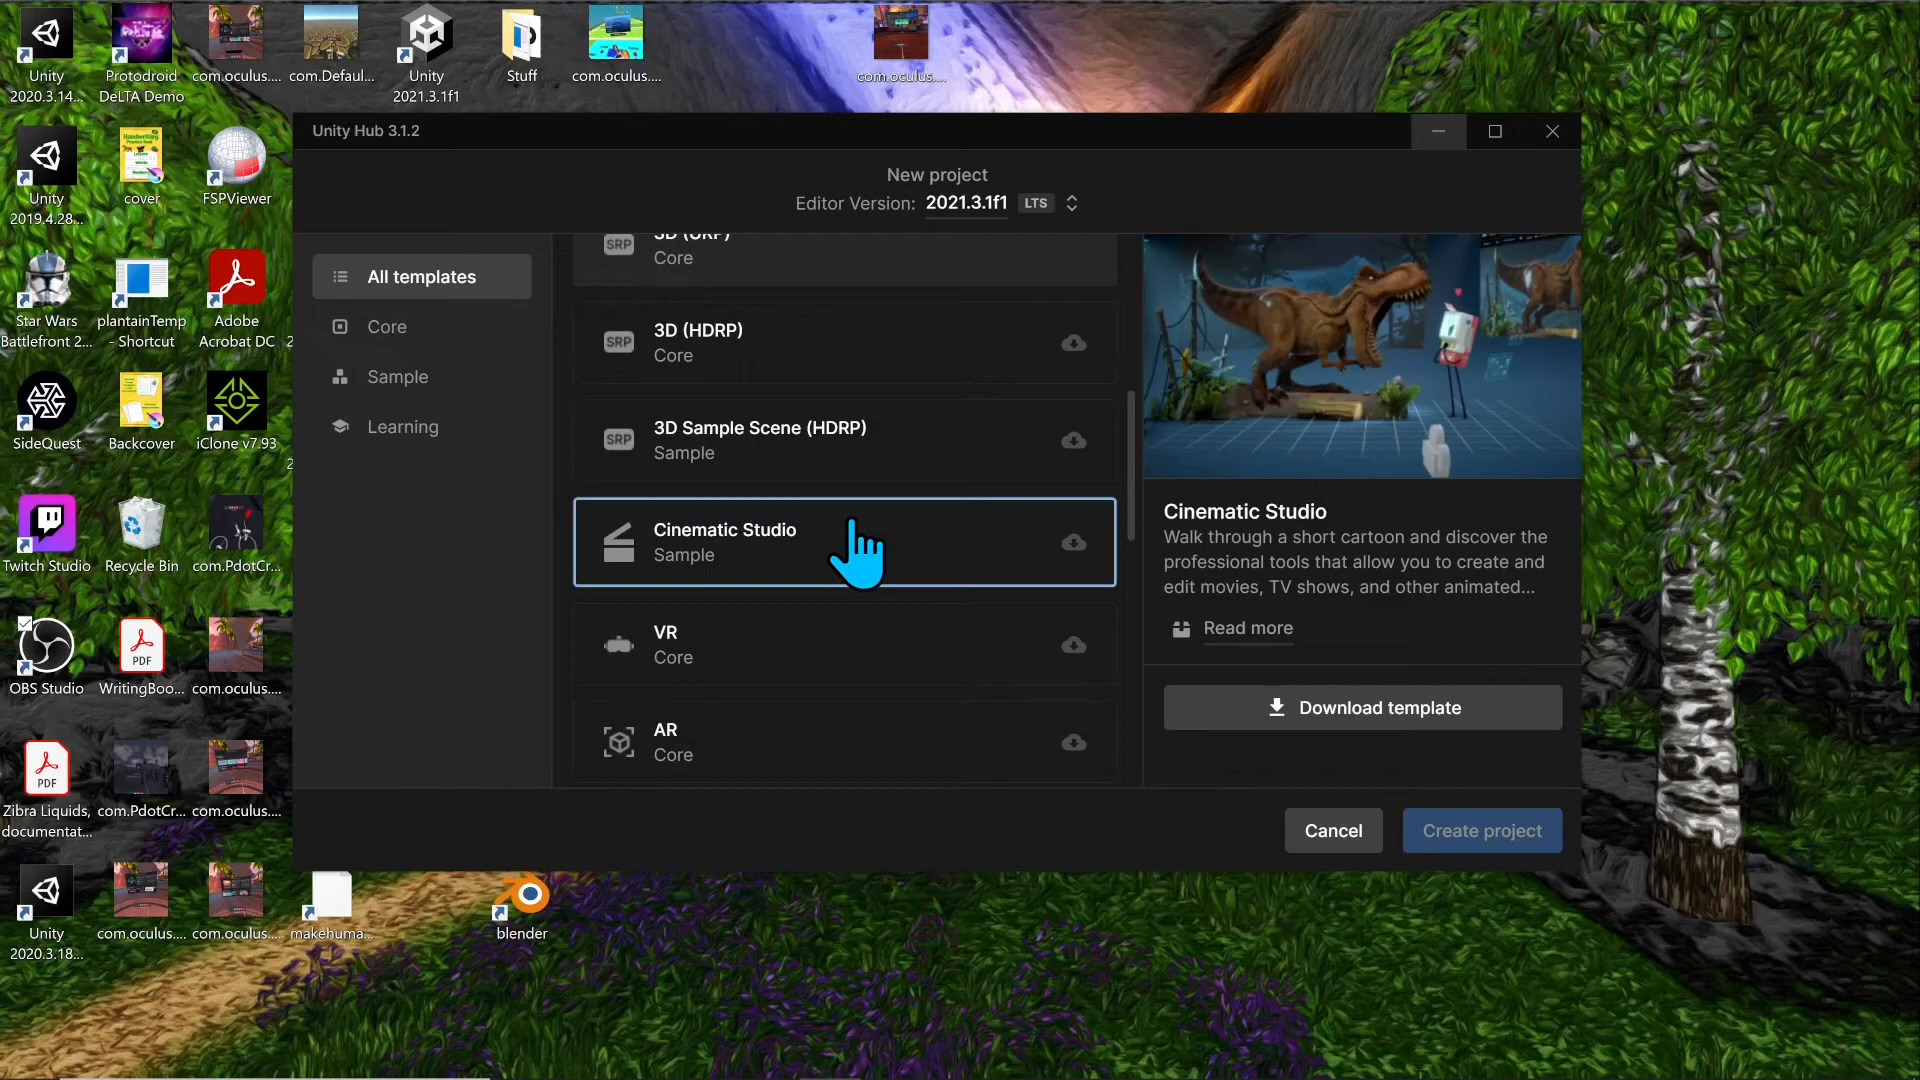 Unity
2020.3.14...
Protodroid
DeLTA Demo
com.oculus....
com.Defaul...
Unity
2021.3.1f1
Stuff
com.oculus....
com.oculus....
Unity
2019.4.28...
Handwriting
cover
FSPViewer
Star Wars
Battlefront 2...
plantainTemp
- Shortcut
Adobe
Acrobat DC
2
SideQuest
Backcover
iClone v7.93
2
Twitch Studio
Recycle Bin
com.PdotCr...
OBS Studio
PDF
WritingBoo...
com.oculus....
PDF
Zibra Liquids,
documentat...
com.PdotCr...
com.oculus....
Unity
2020.3.18...
com.oculus....
com.oculus....
makehuma...
blender
Unity Hub 3.1.2
New project
Editor Version: 2021.3.1f1 LTS
All templates
Core
Sample
Learning
SRP
3D (URP)
Core
SRP
3D (HDRP)
Core
SRP
3D Sample Scene (HDRP)
Sample
Cinematic Studio
Sample
VR
Core
AR
Core
Cinematic Studio
Walk through a short cartoon and discover the
professional tools that allow you to create and
edit movies, TV shows, and other animated...
Read more
Download template
Cancel
Create project